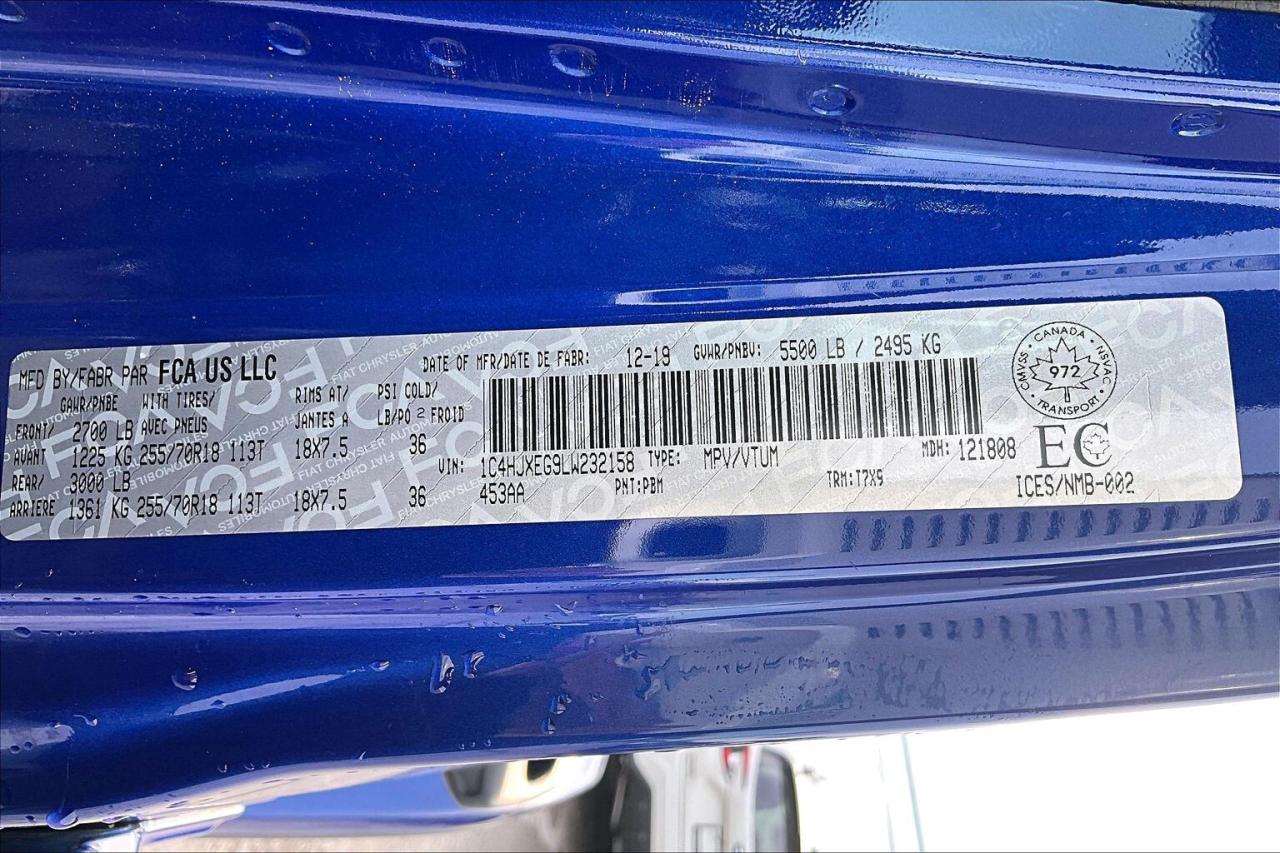 MFD BY/FABR PAR FCA US LLC
DATE OF MFR/DATE DE FABR: 12-19 GVWR/PNBV: 5500 LB / 2495 KG
GAWR/PNBE WITH TIRES/ RIMS AT/ PSI COLD/
FRONT/ 2700 LB AVEC PNEUS JANTES A LB/PO 2 FROID
AVANT 1225 KG 255/70R18 113T 18X7.5 36
REAR/ 3000 LB
ARRIERE 1361 KG 255/70R18 113T 18X7.5 36
VIN: 1C4HJXEG9LW232158 TYPE: MPV/VTUM MDH: 121808
453AA PNT:PBM TRM:T7X9
CANADA
CMVSS 972 NSVAC
TRANSPORT
EC
ICES/NMB-002